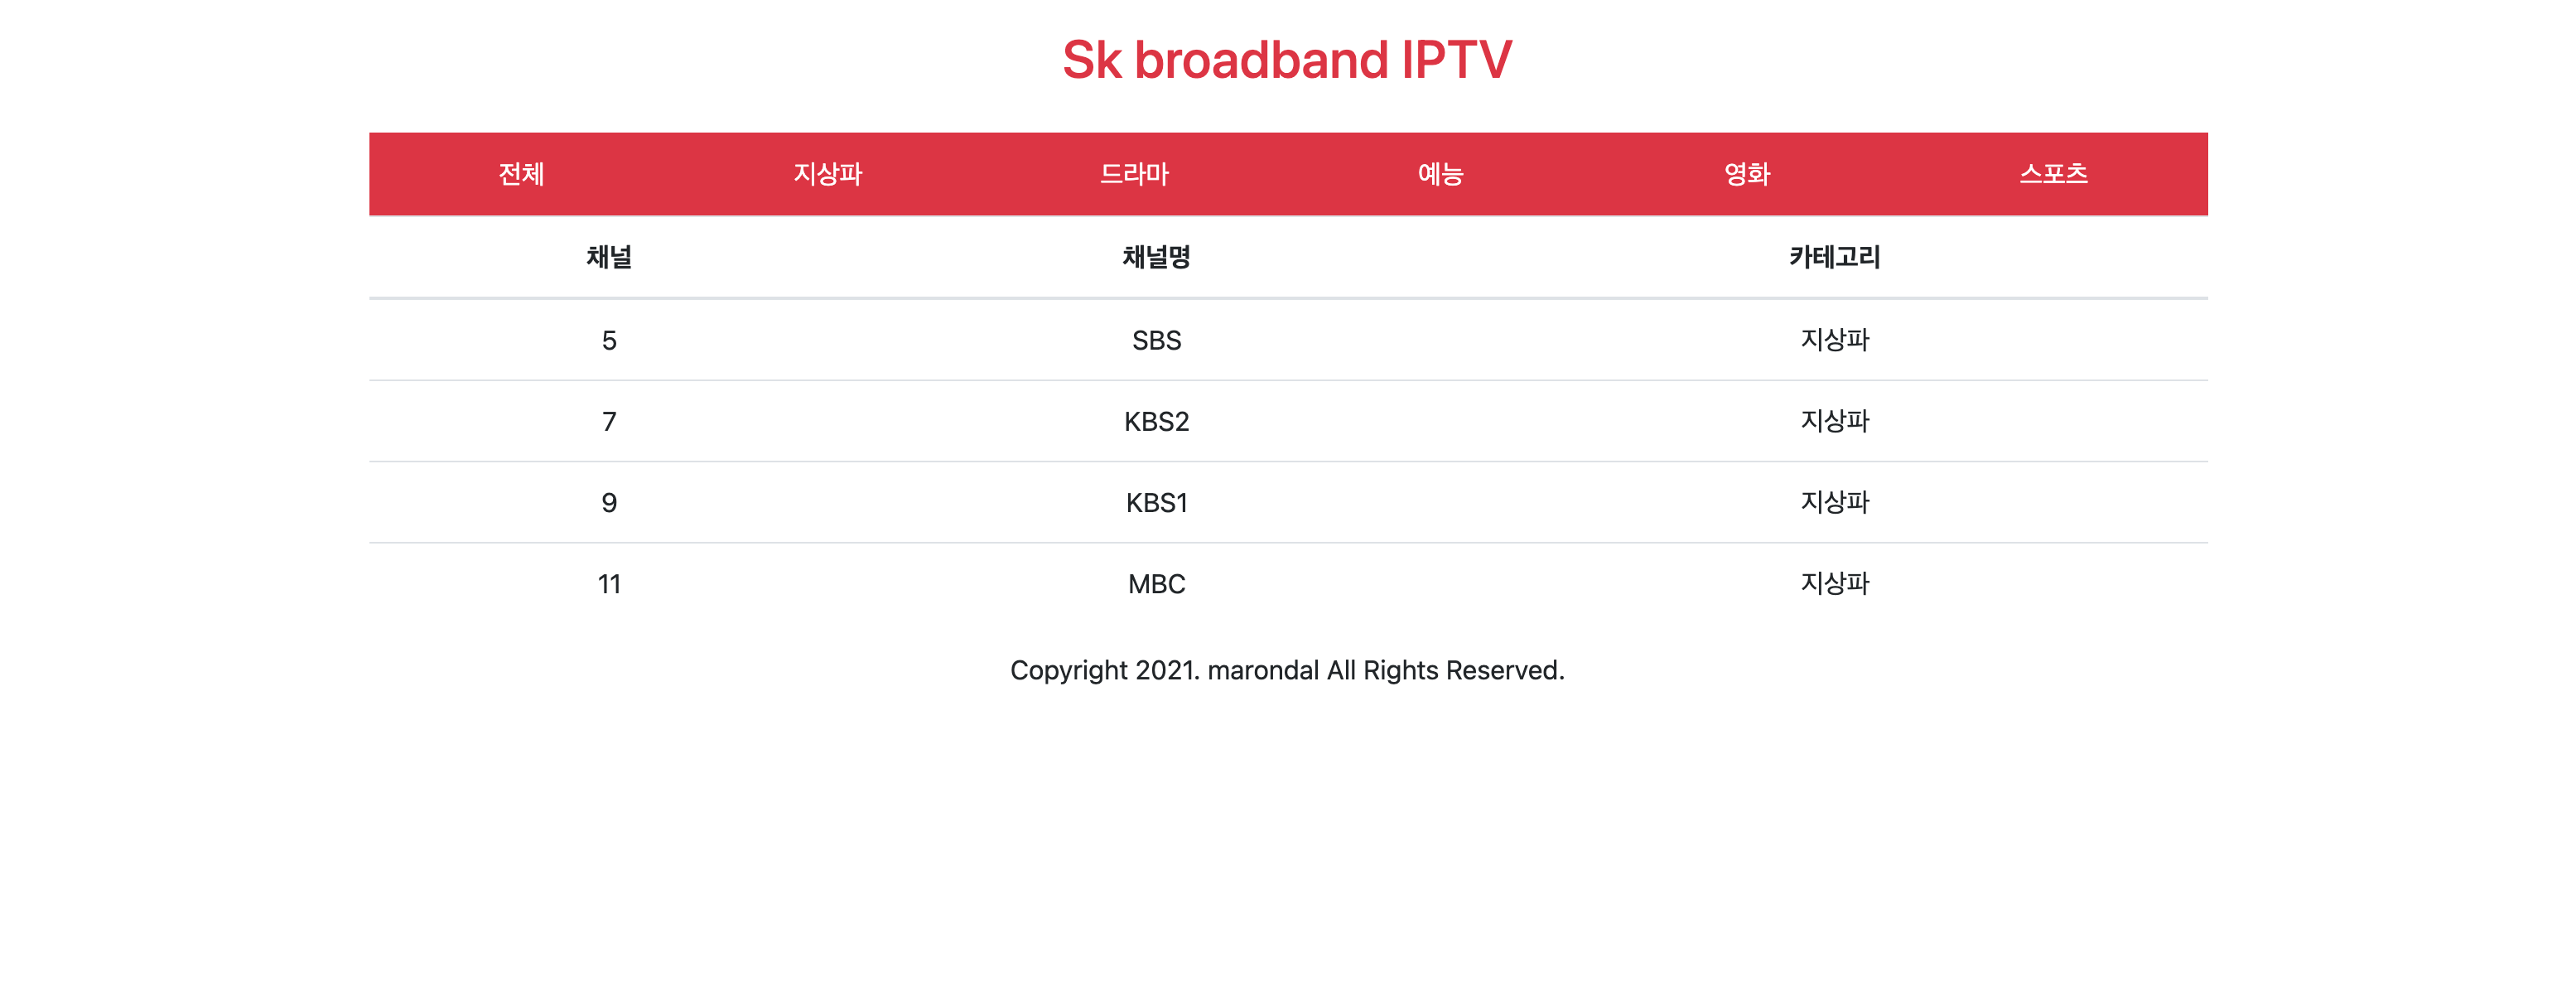 Sk broadband IPTV
전체 지상파 드라마 예능 영화 스포츠
채널 채널명 카테고리
5 SBS 지상파
7 KBS2 지상파
9 KBS1 지상파
11 MBC 지상파
Copyright 2021. marondal All Rights Reserved.